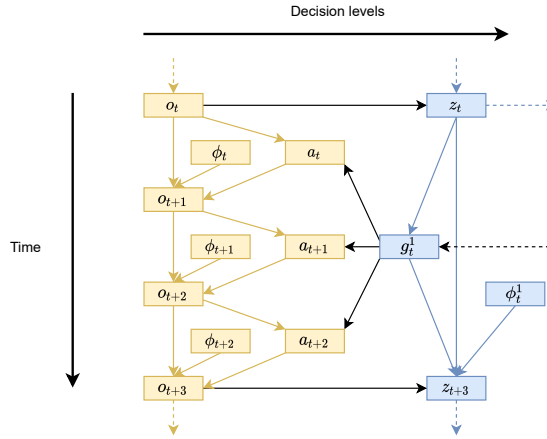 Decision levels
o_t
z_t
ϕ_t
a_t
o_{t+1}
Time
ϕ_{t+1}
a_{t+1}
g_t^1
o_{t+2}
ϕ_t^1
ϕ_{t+2}
a_{t+2}
o_{t+3}
z_{t+3}